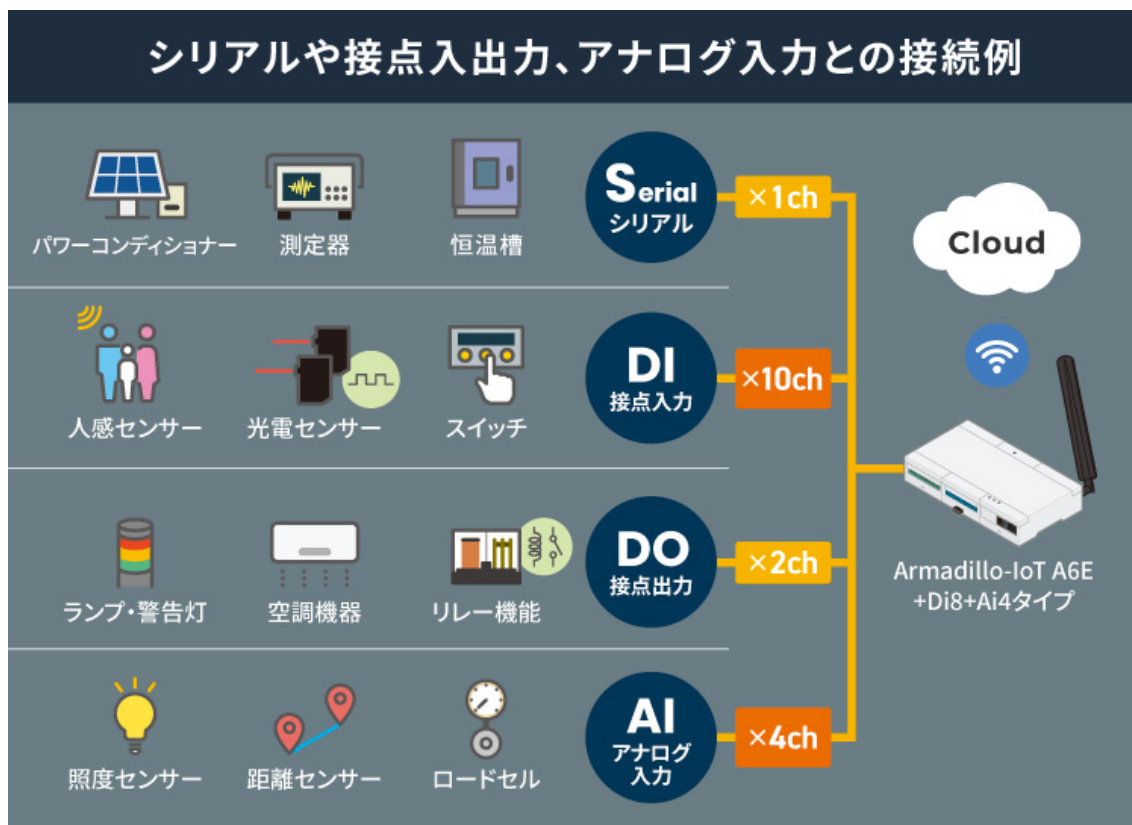 シリアルや接点入出力、アナログ入力との接続例
パワーコンディショナー
測定器
恒温槽
Serial
シリアル
×1ch
Cloud
人感センサー
光電センサー
スイッチ
DI
接点入力
×10ch
ランプ・警告灯
空調機器
リレー機能
DO
接点出力
×2ch
Armadillo-IoT A6E
+Di8+Ai4タイプ
照度センサー
距離センサー
ロードセル
AI
アナログ
入力
×4ch